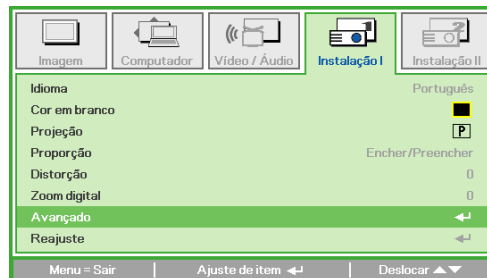 Imagem Computador Vídeo / Áudio Instalação I Instalação II
Idioma Português
Cor em branco
Projeção P
Proporção Encher/Preencher
Distorção 0
Zoom digital 0
Avançado
Reajuste
Menu = Sair Ajuste de item Deslocar